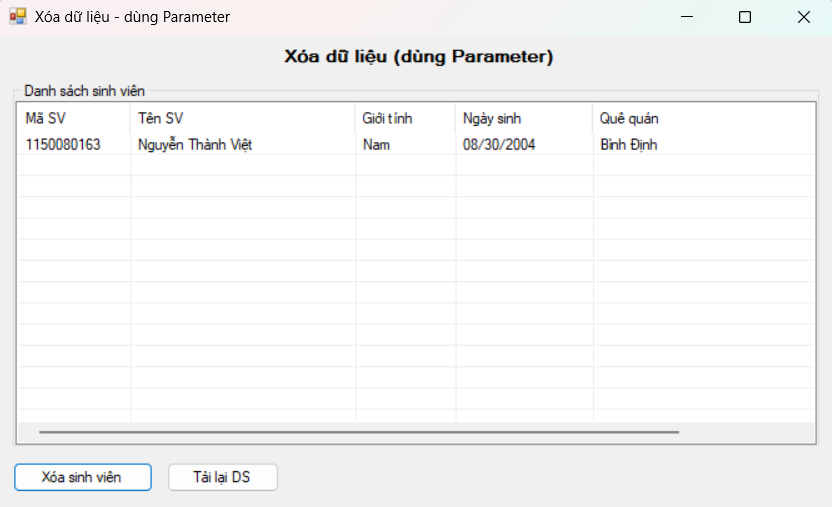 Xóa dữ liệu - dùng Parameter
Xóa dữ liệu (dùng Parameter)
Danh sách sinh viên
Mã SV Tên SV Giới tính Ngày sinh Quê quán
1150080163 Nguyễn Thành Việt Nam 08/30/2004 Bình Định
Xóa sinh viên Tải lại DS